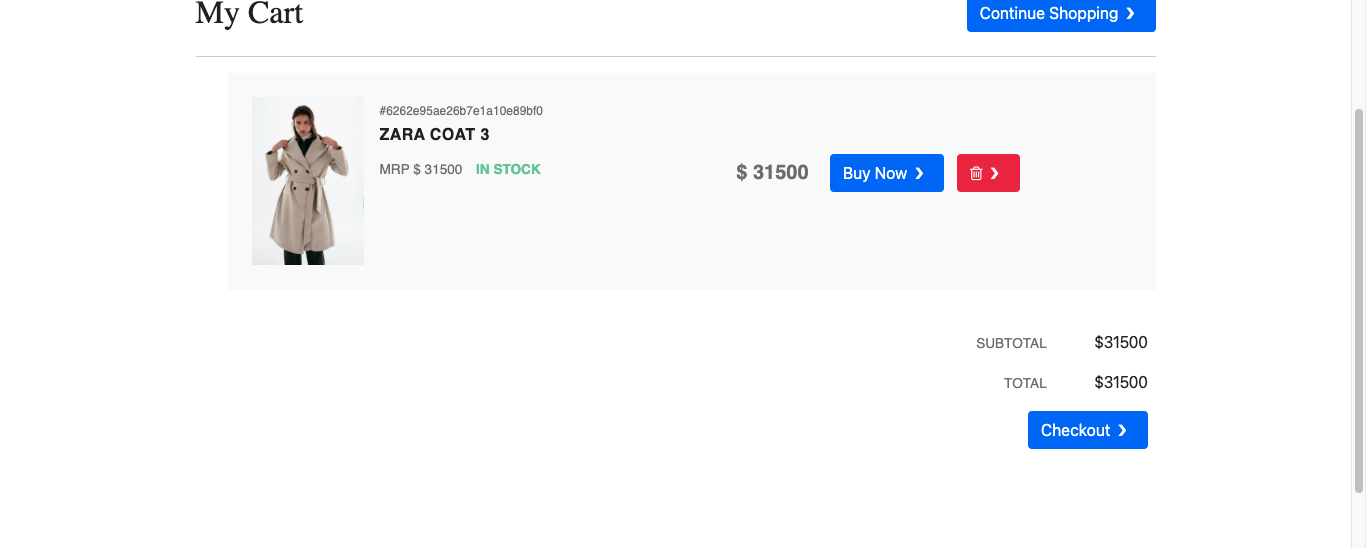 My Cart
Continue Shopping
#6262e95ae26b7e1a10e89bf0
ZARA COAT 3
MRP $ 31500 IN STOCK
$ 31500 Buy Now
SUBTOTAL $31500
TOTAL $31500
Checkout